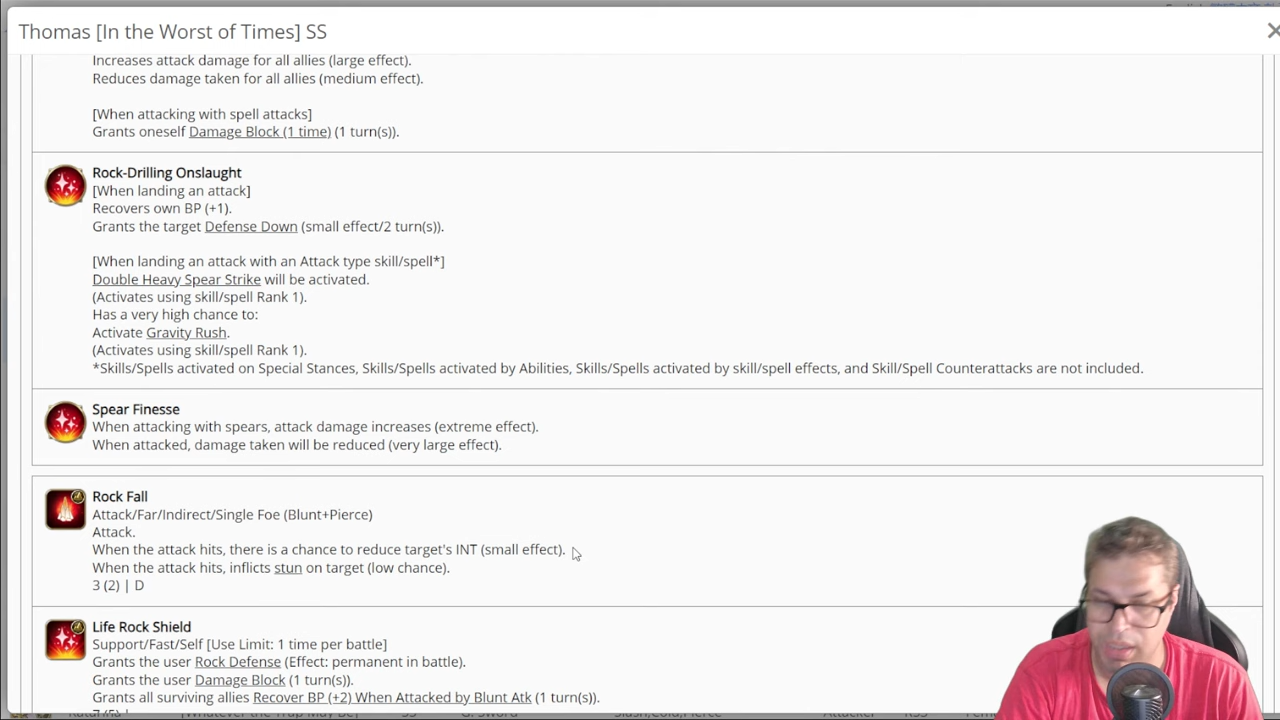 Thomas [In the Worst of Times] SS
Increases attack damage for all allies (large effect).
Reduces damage taken for all allies (medium effect).
[When attacking with spell attacks]
Grants oneself Damage Block (1 time) (1 turn(s)).
Rock-Drilling Onslaught
[When landing an attack]
Recovers own BP (+1).
Grants the target Defense Down (small effect/2 turn(s)).
[When landing an attack with an Attack type skill/spell*]
Double Heavy Spear Strike will be activated.
(Activates using skill/spell Rank 1).
Has a very high chance to:
Activate Gravity Rush.
(Activates using skill/spell Rank 1).
*Skills/Spells activated on Special Stances, Skills/Spells activated by Abilities, Skills/Spells activated by skill/spell effects, and Skill/Spell Counterattacks are not included.
Spear Finesse
When attacking with spears, attack damage increases (extreme effect).
When attacked, damage taken will be reduced (very large effect).
Rock Fall
Attack/Far/Indirect/Single Foe (Blunt+Pierce)
Attack.
When the attack hits, there is a chance to reduce target's INT (small effect).
When the attack hits, inflicts stun on target (low chance).
3 (2) | D
Life Rock Shield
Support/Fast/Self [Use Limit: 1 time per battle]
Grants the user Rock Defense (Effect: permanent in battle).
Grants the user Damage Block (1 turn(s)).
Grants all surviving allies Recover BP (+2) When Attacked by Blunt Atk (1 turn(s)).